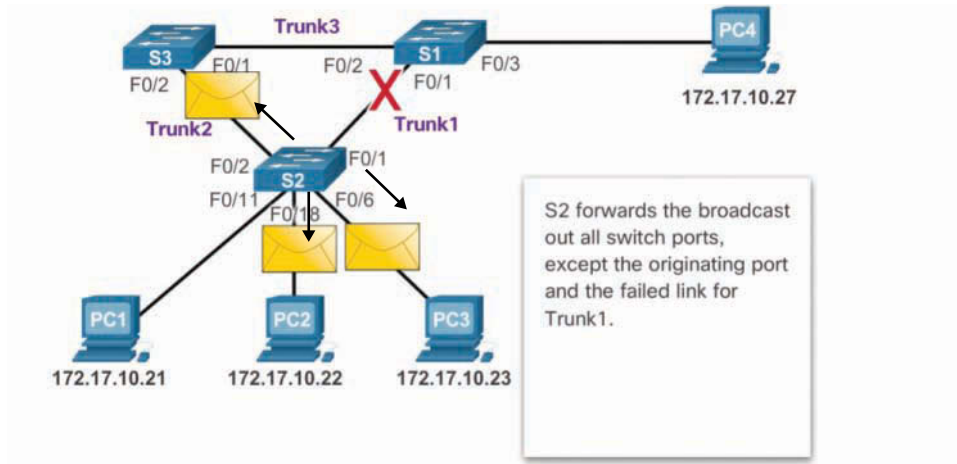 Trunk3
PC4
S3
S1
F0/1
F0/2
F0/3
F0/2
F0/1
172.17.10.27
Trunk2
Trunk1
F0/2
F0/1
S2
F0/11
F0/6
F0/18
S2 forwards the broadcast
out all switch ports,
except the originating port
and the failed link for
Trunk1.
PC1
PC2
PC3
172.17.10.21
172.17.10.22
172.17.10.23